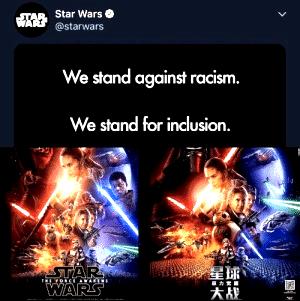 STAR
WARS
Star Wars
@starwars
We stand against racism.
We stand for inclusion.
STAR
THE FORCE AWAKENS
WARS
星球
原力觉醒
大战